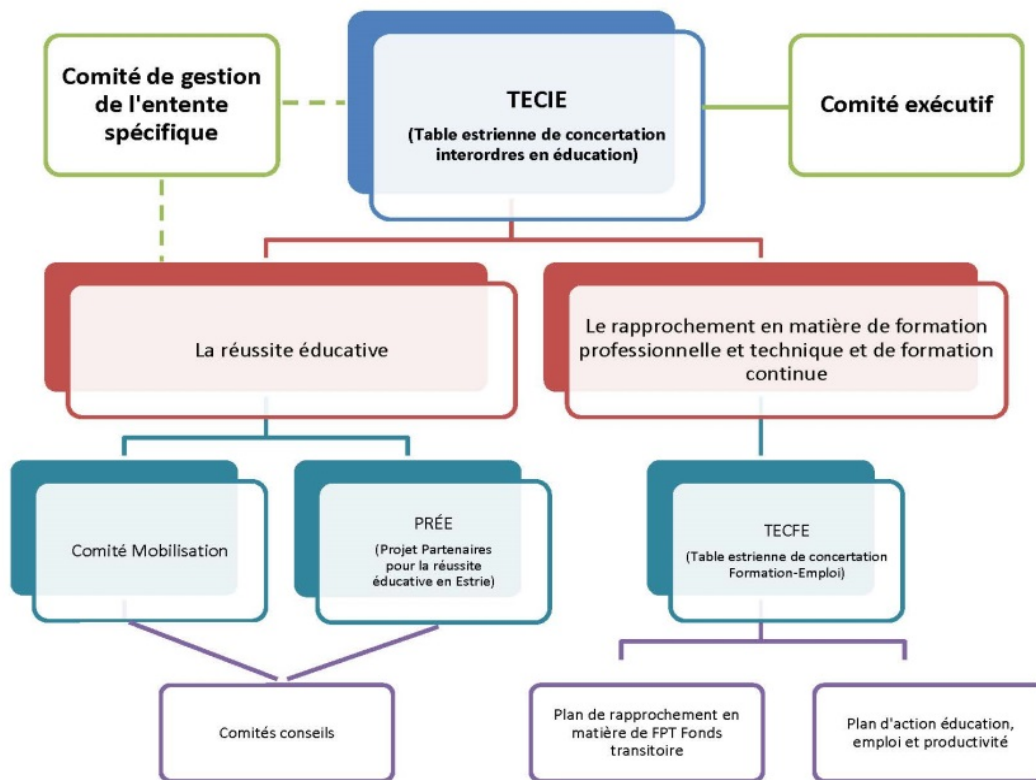 Comité de gestion
de l'entente
spécifique
TECIE
(Table estrienne de concertation
interordres en éducation)
Comité exécutif
La réussite éducative
Le rapprochement en matière de formation
professionnelle et technique et de formation
continue
Comité Mobilisation
PRÉE
(Projet Partenaires
pour la réussite
éducative en Estrie)
TECFE
(Table estrienne de concertation
Formation-Emploi)
Comités conseils
Plan de rapprochement en
matière de FPT Fonds
transitoire
Plan d'action éducation,
emploi et productivité